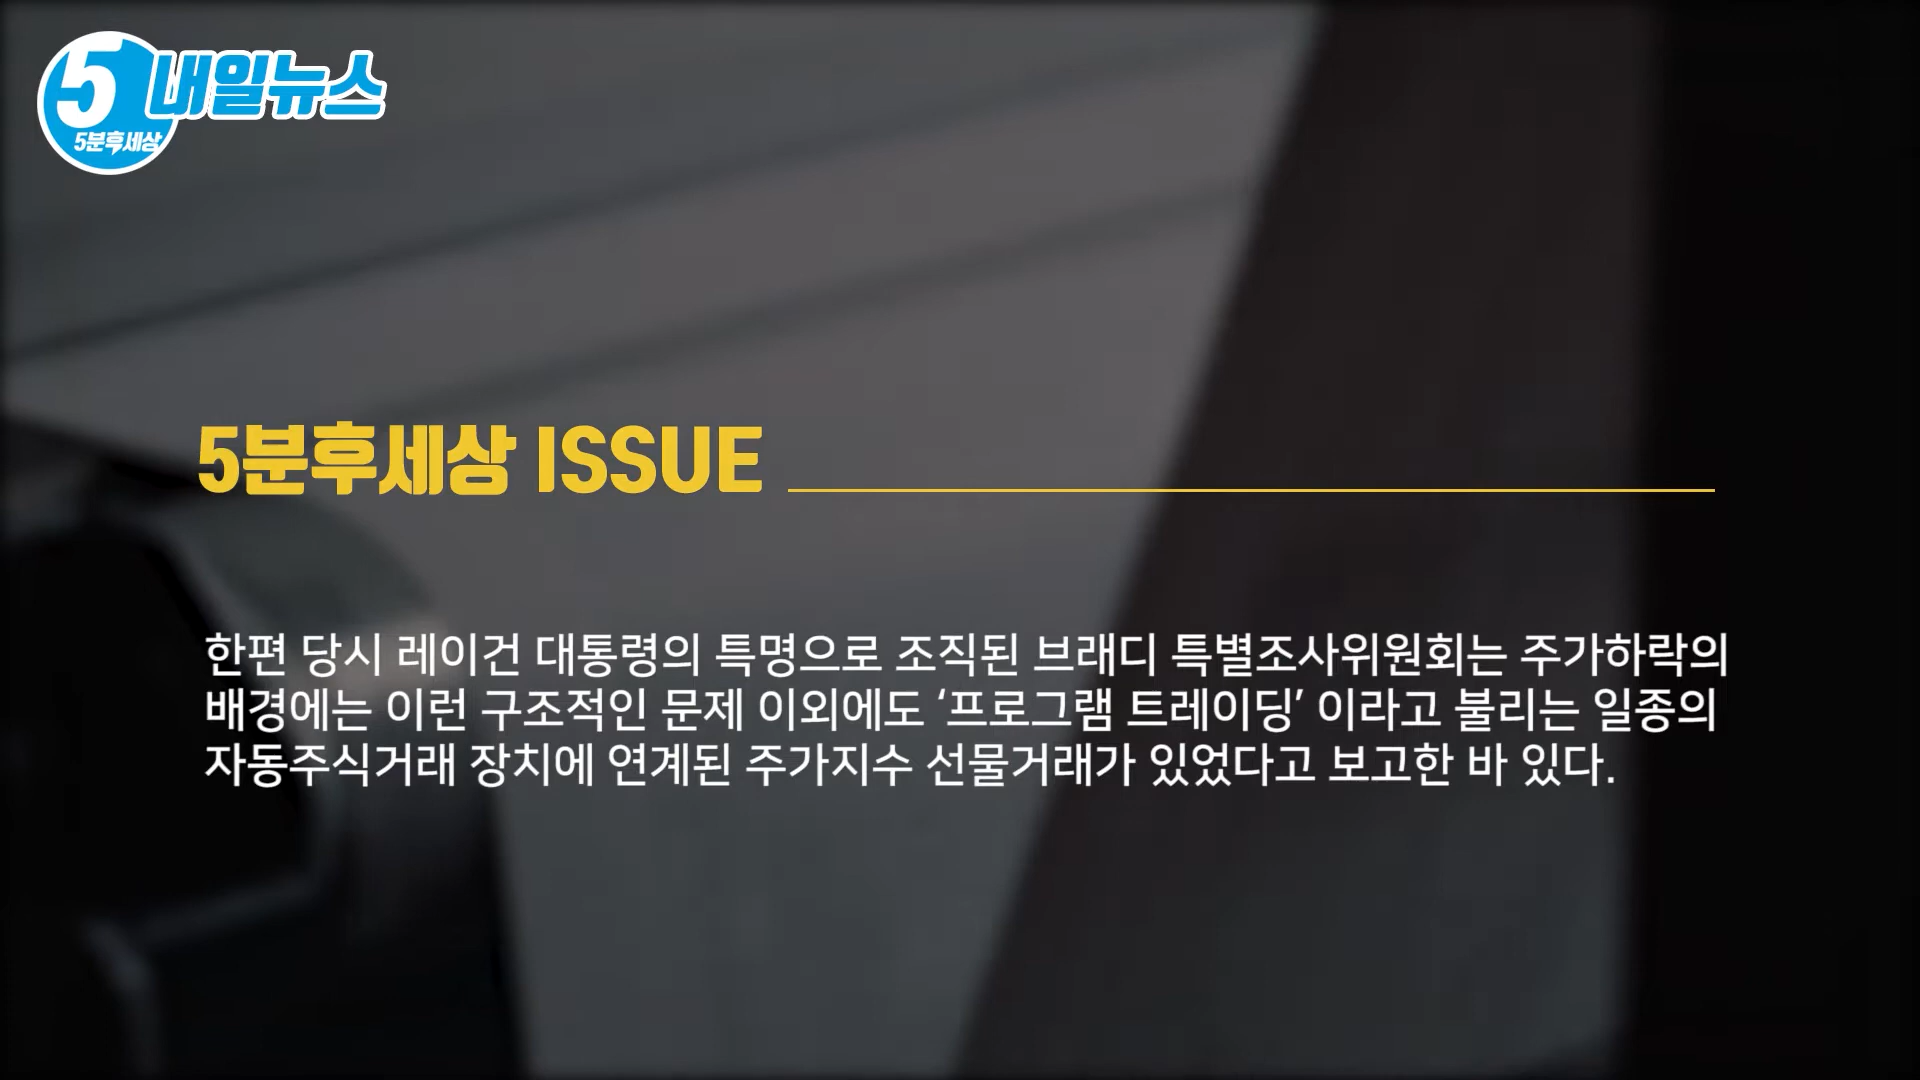 5 내일뉴스
5분후세상
5분후세상 ISSUE
한편 당시 레이건 대통령의 특명으로 조직된 브래디 특별조사위원회는 주가하락의
배경에는 이런 구조적인 문제 이외에도 ‘프로그램 트레이딩’ 이라고 불리는 일종의
자동주식거래 장치에 연계된 주가지수 선물거래가 있었다고 보고한 바 있다.